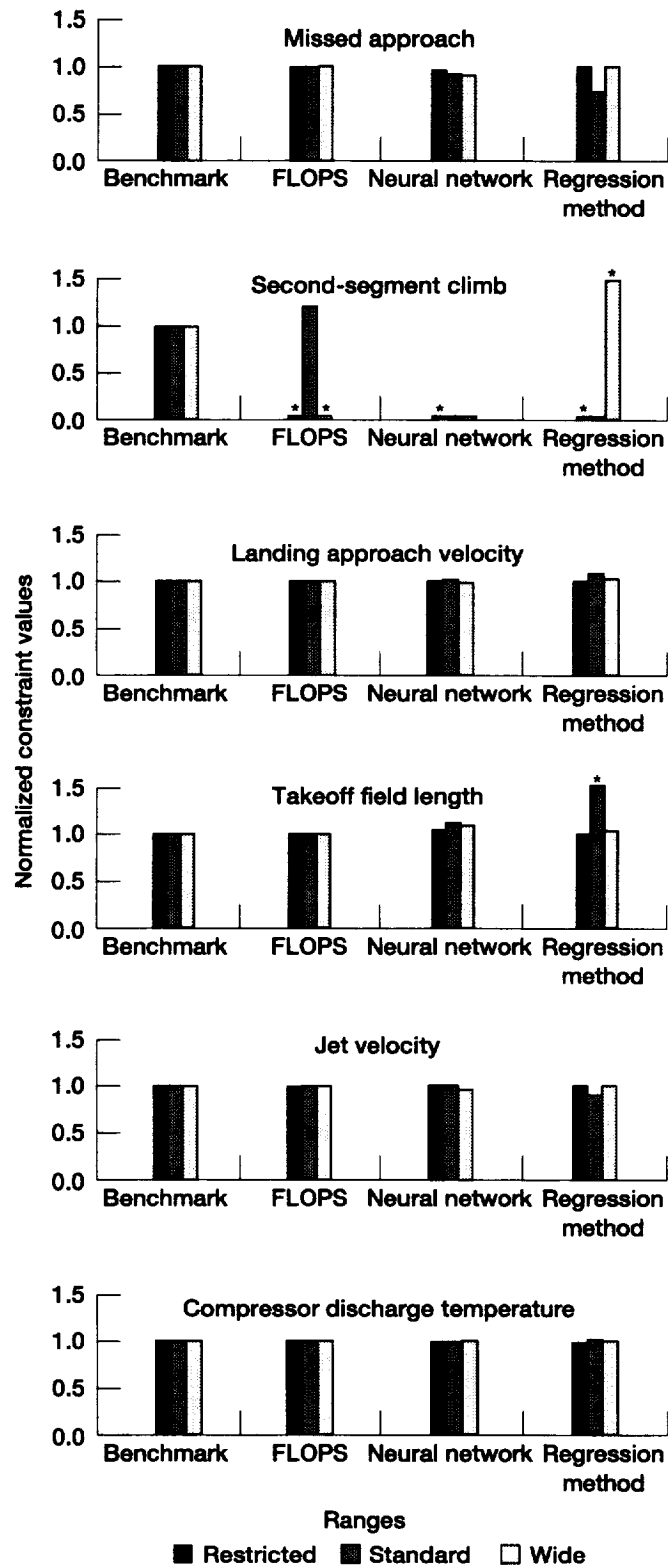 Normalized constraint values
1.5
Missed approach
1.0
0.5
0.0
Benchmark FLOPS Neural network Regression
method
1.5
*
Second-segment climb
1.0
0.5
* * * *
0.0
Benchmark FLOPS Neural network Regression
method
1.5
Landing approach velocity
1.0
0.5
0.0
Benchmark FLOPS Neural network Regression
method
1.5
*
Takeoff field length
1.0
0.5
0.0
Benchmark FLOPS Neural network Regression
method
1.5
Jet velocity
1.0
0.5
0.0
Benchmark FLOPS Neural network Regression
method
1.5
Compressor discharge temperature
1.0
0.5
0.0
Benchmark FLOPS Neural network Regression
method
Ranges
Restricted Standard Wide